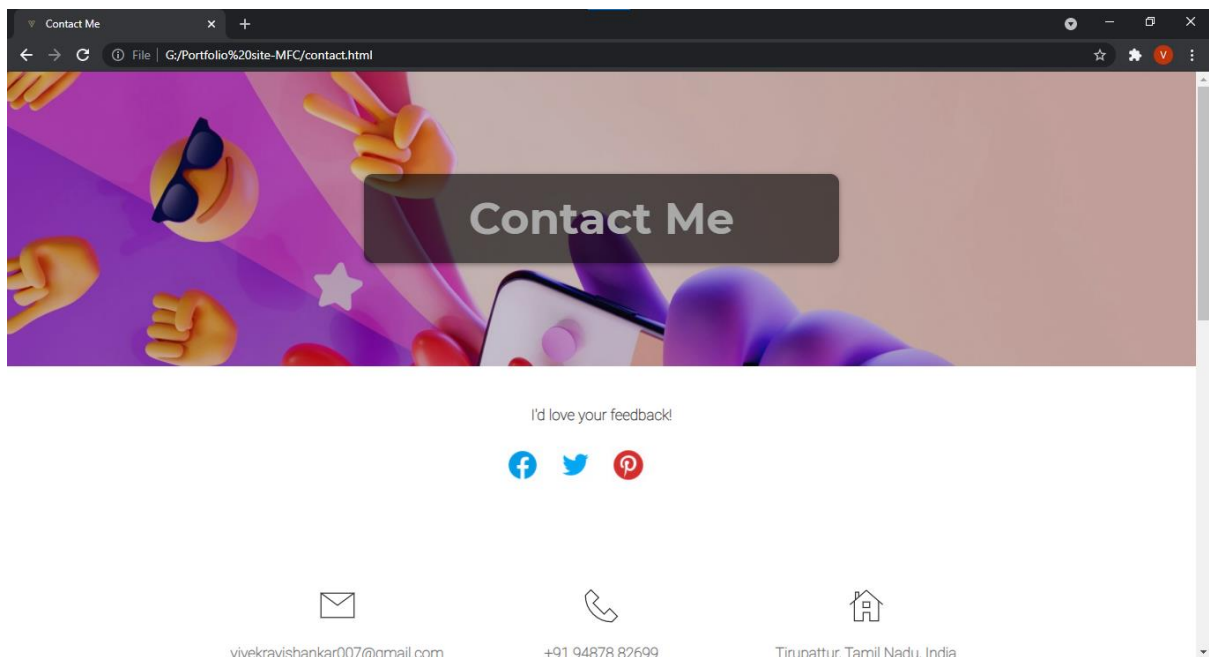 Contact Me
File | G:/Portfolio%20site-MFC/contact.html
V
Contact Me
I'd love your feedback!
vivekravishankar007@gmail.com +91 94878 82699 Tirupattur, Tamil Nadu, India